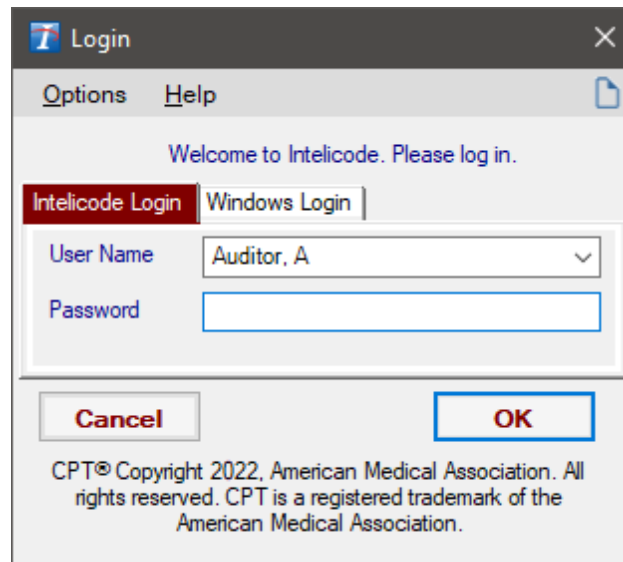 Login
Options Help
Welcome to Intelicode. Please log in.
Intelicode Login Windows Login
User Name Auditor, A
Password
Cancel OK
CPT® Copyright 2022, American Medical Association. All
rights reserved. CPT is a registered trademark of the
American Medical Association.